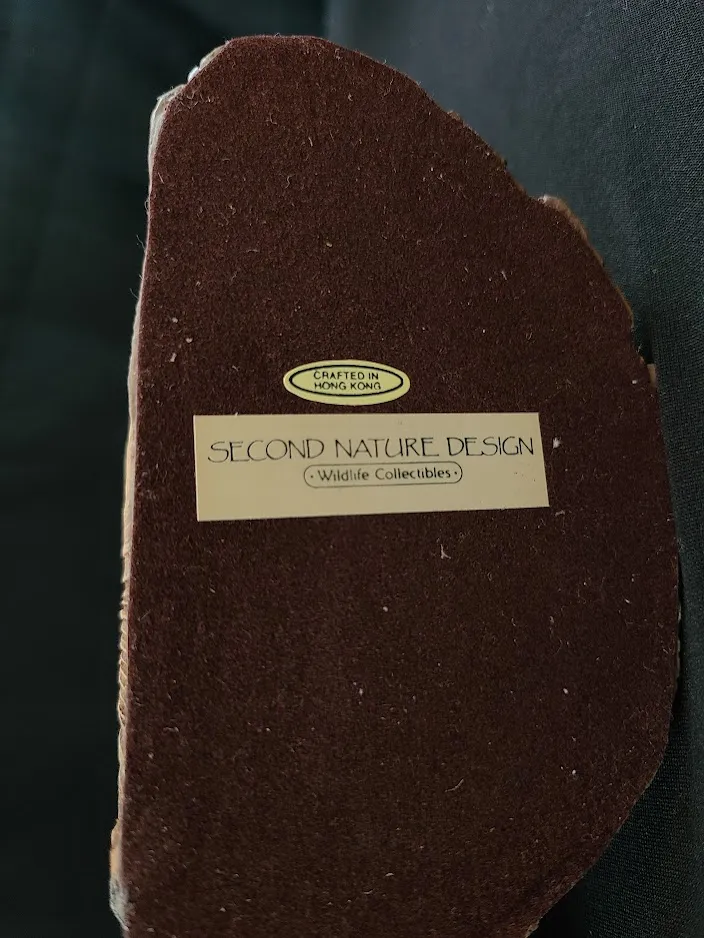 CRAFTED IN
HONG KONG
SECOND NATURE DESIGN
· Wildlife Collectibles ·